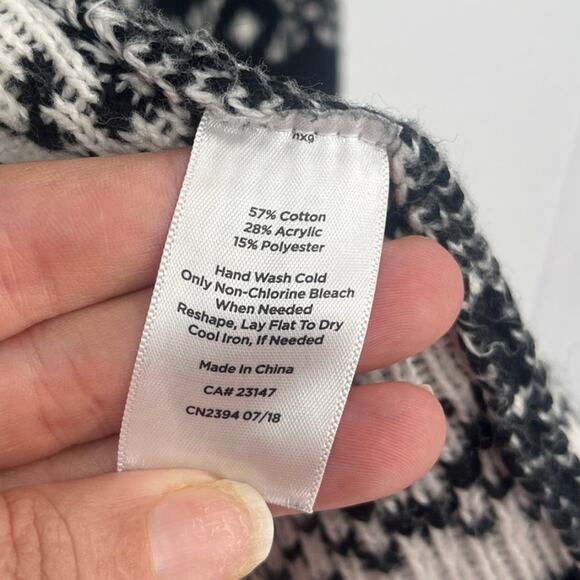 57% Cotton
28% Acrylic
15% Polyester
Hand Wash Cold
Only Non-Chlorine Bleach
When Needed
Reshape, Lay Flat To Dry
Cool Iron, If Needed
Made In China
CA# 23147
CN2394 07/18